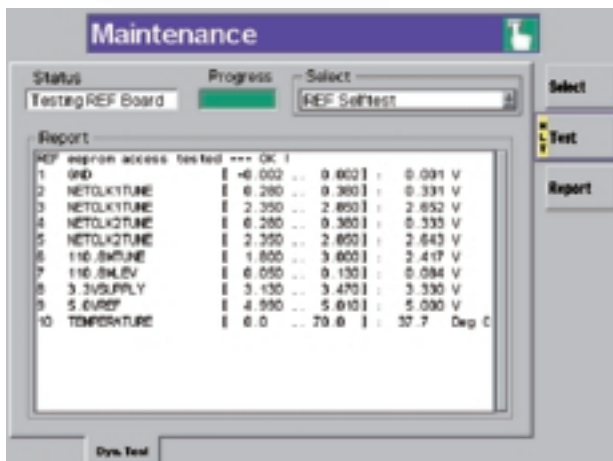 Maintenance
Status
Progress
Select
Testing REF Board
REF Selftest
Select
Test
Report
Report
REF eeprom access tested --- OK !
1 GND [ -0.002 ... 0.002] : 0.001 V
2 NETCLK1TUNE [ 0.280 ... 0.380] : 0.331 V
3 NETCLK1TUNE [ 2.350 ... 2.860] : 2.652 V
4 NETCLK2TUNE [ 0.280 ... 0.380] : 0.333 V
5 NETCLK2TUNE [ 2.350 ... 2.860] : 2.643 V
6 110.8MTUNE [ 1.800 ... 3.000] : 2.417 V
7 110.8MLEV [ 0.050 ... 0.130] : 0.084 V
8 3.3VSUPPLY [ 3.130 ... 3.470] : 3.330 V
9 5.0VREF [ 4.990 ... 5.010] : 5.000 V
10 TEMPERATURE [ 0.0 ... 70.0 ] : 37.7 Deg C
Dyn. Test